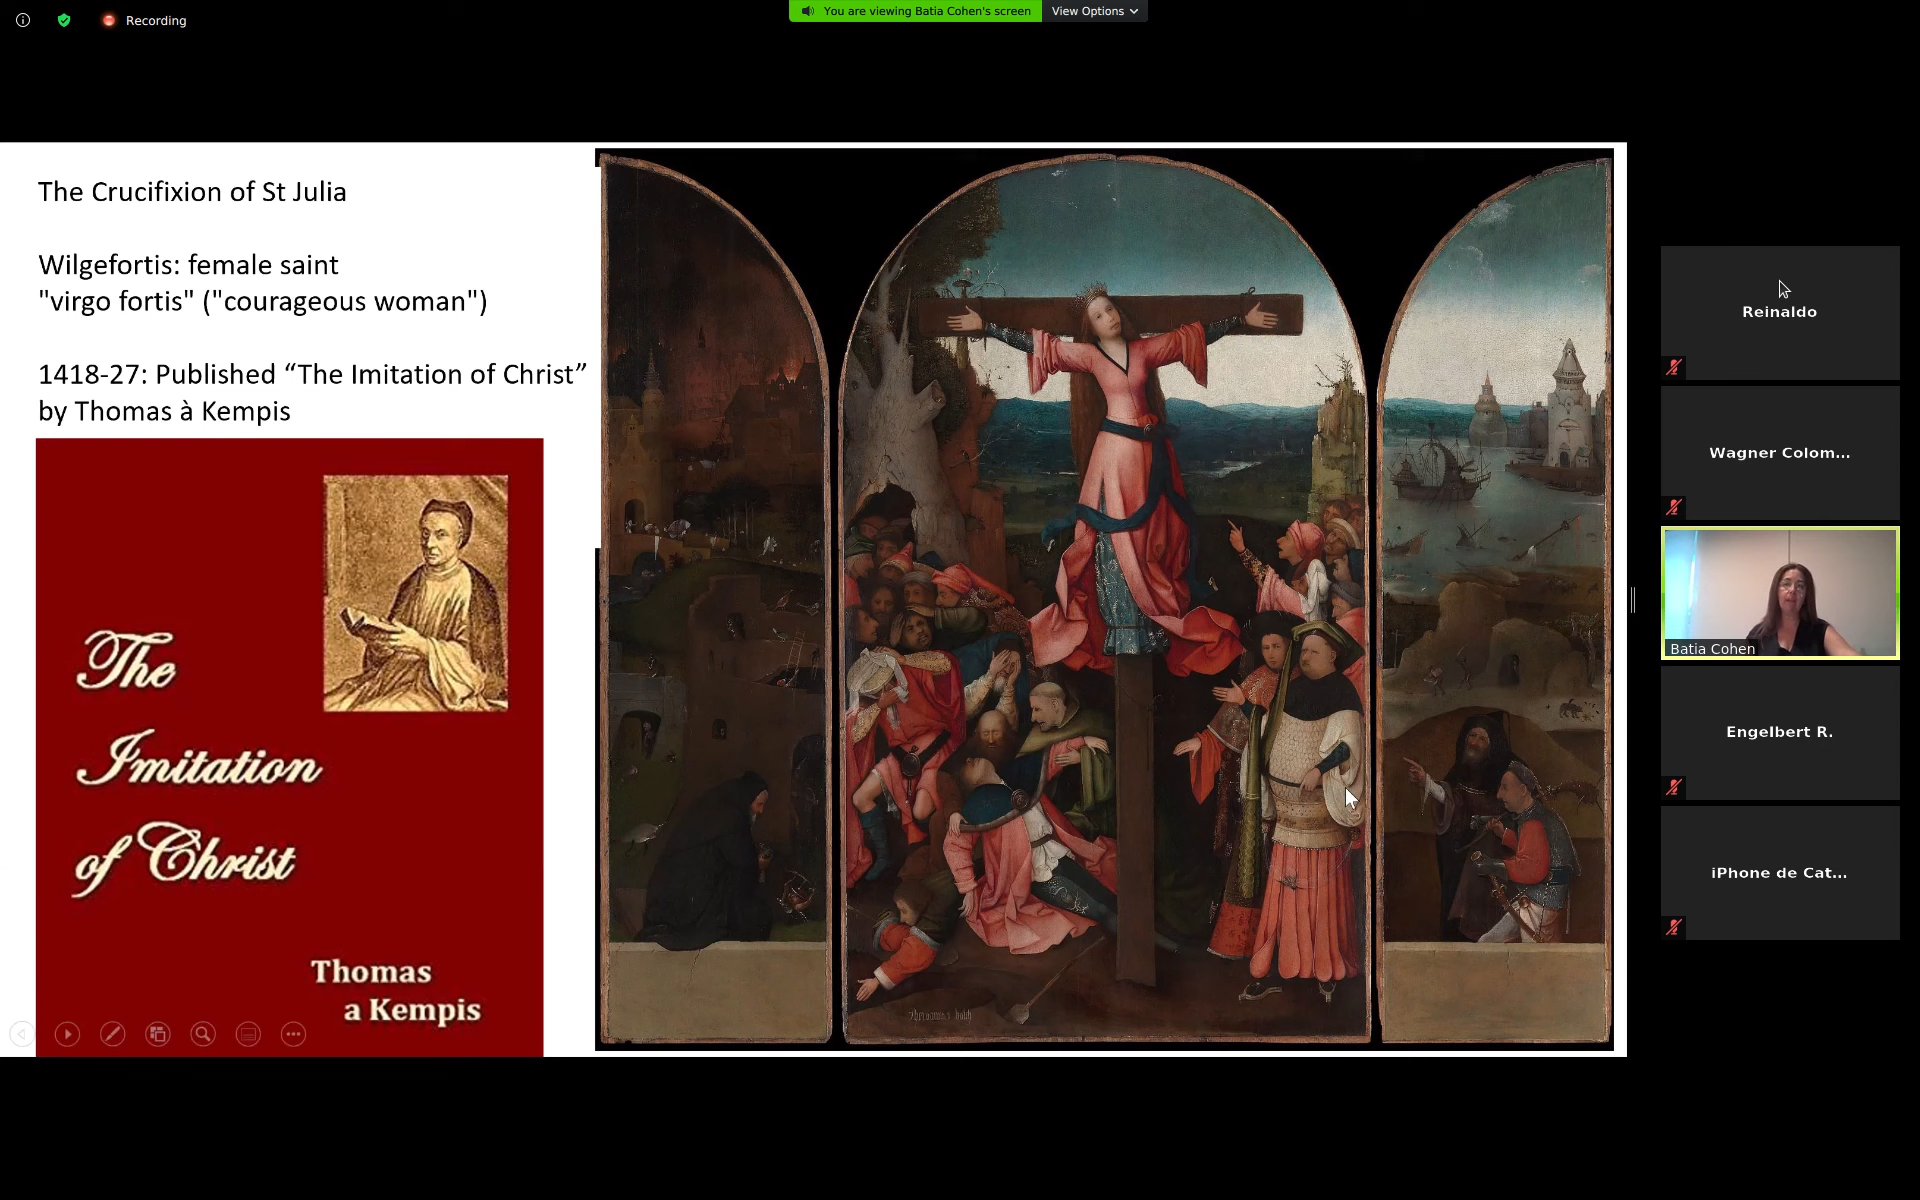 Recording
You are viewing Batia Cohen's screen
View Options
The Crucifixion of St Julia
Wilgefortis: female saint
"virgo fortis" ("courageous woman")
1418-27: Published “The Imitation of Christ”
by Thomas à Kempis
The
Imitation
of Christ
Thomas
a Kempis
Reinaldo
Wagner Colom...
Batia Cohen
Engelbert R.
iPhone de Cat...